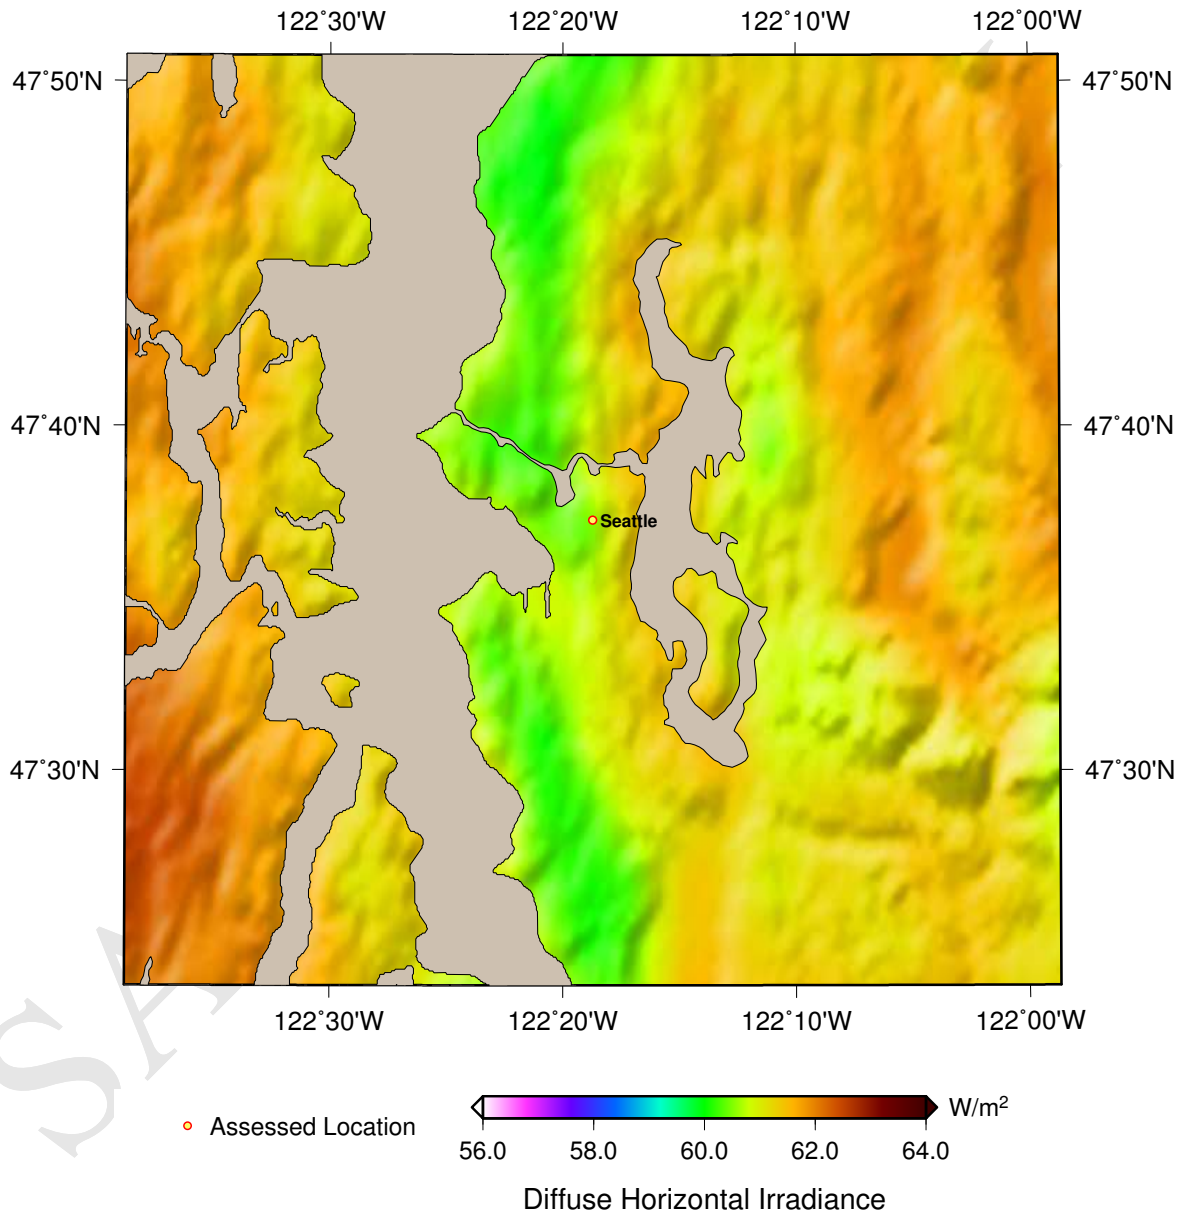 122˚30'W 122˚20'W 122˚10'W 122˚00'W
47˚50'N 47˚50'N
47˚40'N 47˚40'N
Seattle
47˚30'N 47˚30'N
122˚30'W 122˚20'W 122˚10'W 122˚00'W
SA
Assessed Location
W/m²
56.0 58.0 60.0 62.0 64.0
Diffuse Horizontal Irradiance